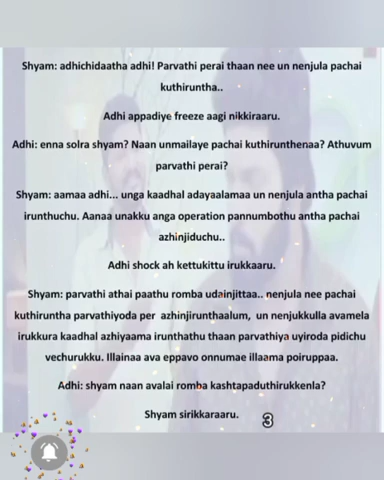 Shyam: adhichidaatha adhi! Parvathi perai thaan nee un nenjula pachai
kuthiruntha..
Adhi appadiye freeze aagi nikkiraaru.
Adhi: enna solra shyam? Naan unmailaye pachai kuthirunthenaa? Athuvum
parvathi perai?
Shyam: aamaa adhi... unga kaadhal adayaalamaa un nenjula antha pachai
irunthuchu. Aanaa unakku anga operation pannumbothu antha pachai
azhinjiduchu..
Adhi shock ah kettukittu irukkaaru.
Shyam: parvathi athai paathu romba udainjittaa.. nenjula nee pachai
kuthiruntha parvathiyoda per azhinjirunthaalum, un nenjukkulla avamela
irukkura kaadhal azhiyaama irunthathu thaan parvathiya uyiroda pidichu
vechurukku. Illainaa ava eppavo onnumae illaama poiruppaa.
Adhi: shyam naan avalai romba kashtapaduthirukkenla?
Shyam sirikkaraaru.
3